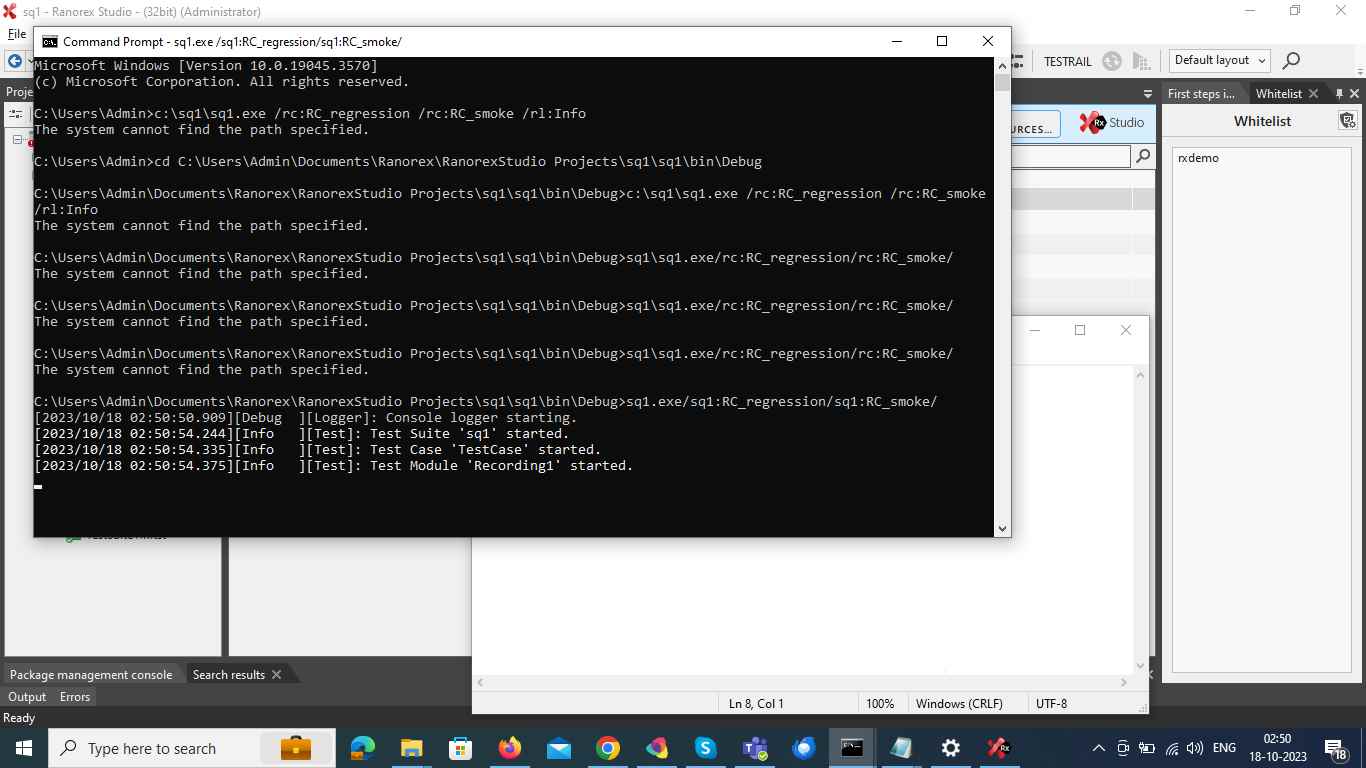 sq1 - Ranorex Studio - (32bit) (Administrator)
File
Command Prompt - sq1.exe /sq1:RC_regression/sq1:RC_smoke/
TESTRAIL
Default layout
Microsoft Windows [Version 10.0.19045.3570]
(c) Microsoft Corporation. All rights reserved.
Proje
First steps i...
Whitelist
C:\Users\Admin>c:\sq1\sq1.exe /rc:RC_regression /rc:RC_smoke /rl:Info
The system cannot find the path specified.
URCES...
Rx Studio
Whitelist
rxdemo
C:\Users\Admin>cd C:\Users\Admin\Documents\Ranorex\RanorexStudio Projects\sq1\sq1\bin\Debug
C:\Users\Admin\Documents\Ranorex\RanorexStudio Projects\sq1\sq1\bin\Debug>c:\sq1\sq1.exe /rc:RC_regression /rc:RC_smoke
/rl:Info
The system cannot find the path specified.
C:\Users\Admin\Documents\Ranorex\RanorexStudio Projects\sq1\sq1\bin\Debug>sq1\sq1.exe/rc:RC_regression/rc:RC_smoke/
The system cannot find the path specified.
C:\Users\Admin\Documents\Ranorex\RanorexStudio Projects\sq1\sq1\bin\Debug>sq1\sq1.exe/rc:RC_regression/rc:RC_smoke/
The system cannot find the path specified.
C:\Users\Admin\Documents\Ranorex\RanorexStudio Projects\sq1\sq1\bin\Debug>sq1\sq1.exe/rc:RC_regression/rc:RC_smoke/
The system cannot find the path specified.
C:\Users\Admin\Documents\Ranorex\RanorexStudio Projects\sq1\sq1\bin\Debug>sq1.exe/sq1:RC_regression/sq1:RC_smoke/
[2023/10/18 02:50:50.909][Debug  ][Logger]: Console logger starting.
[2023/10/18 02:50:54.244][Info   ][Test]: Test Suite 'sq1' started.
[2023/10/18 02:50:54.335][Info   ][Test]: Test Case 'TestCase' started.
[2023/10/18 02:50:54.375][Info   ][Test]: Test Module 'Recording1' started.
Package management console
Search results
Output
Errors
Ln 8, Col 1
100%
Windows (CRLF)
UTF-8
Ready
Type here to search
ENG
02:50
18-10-2023
18